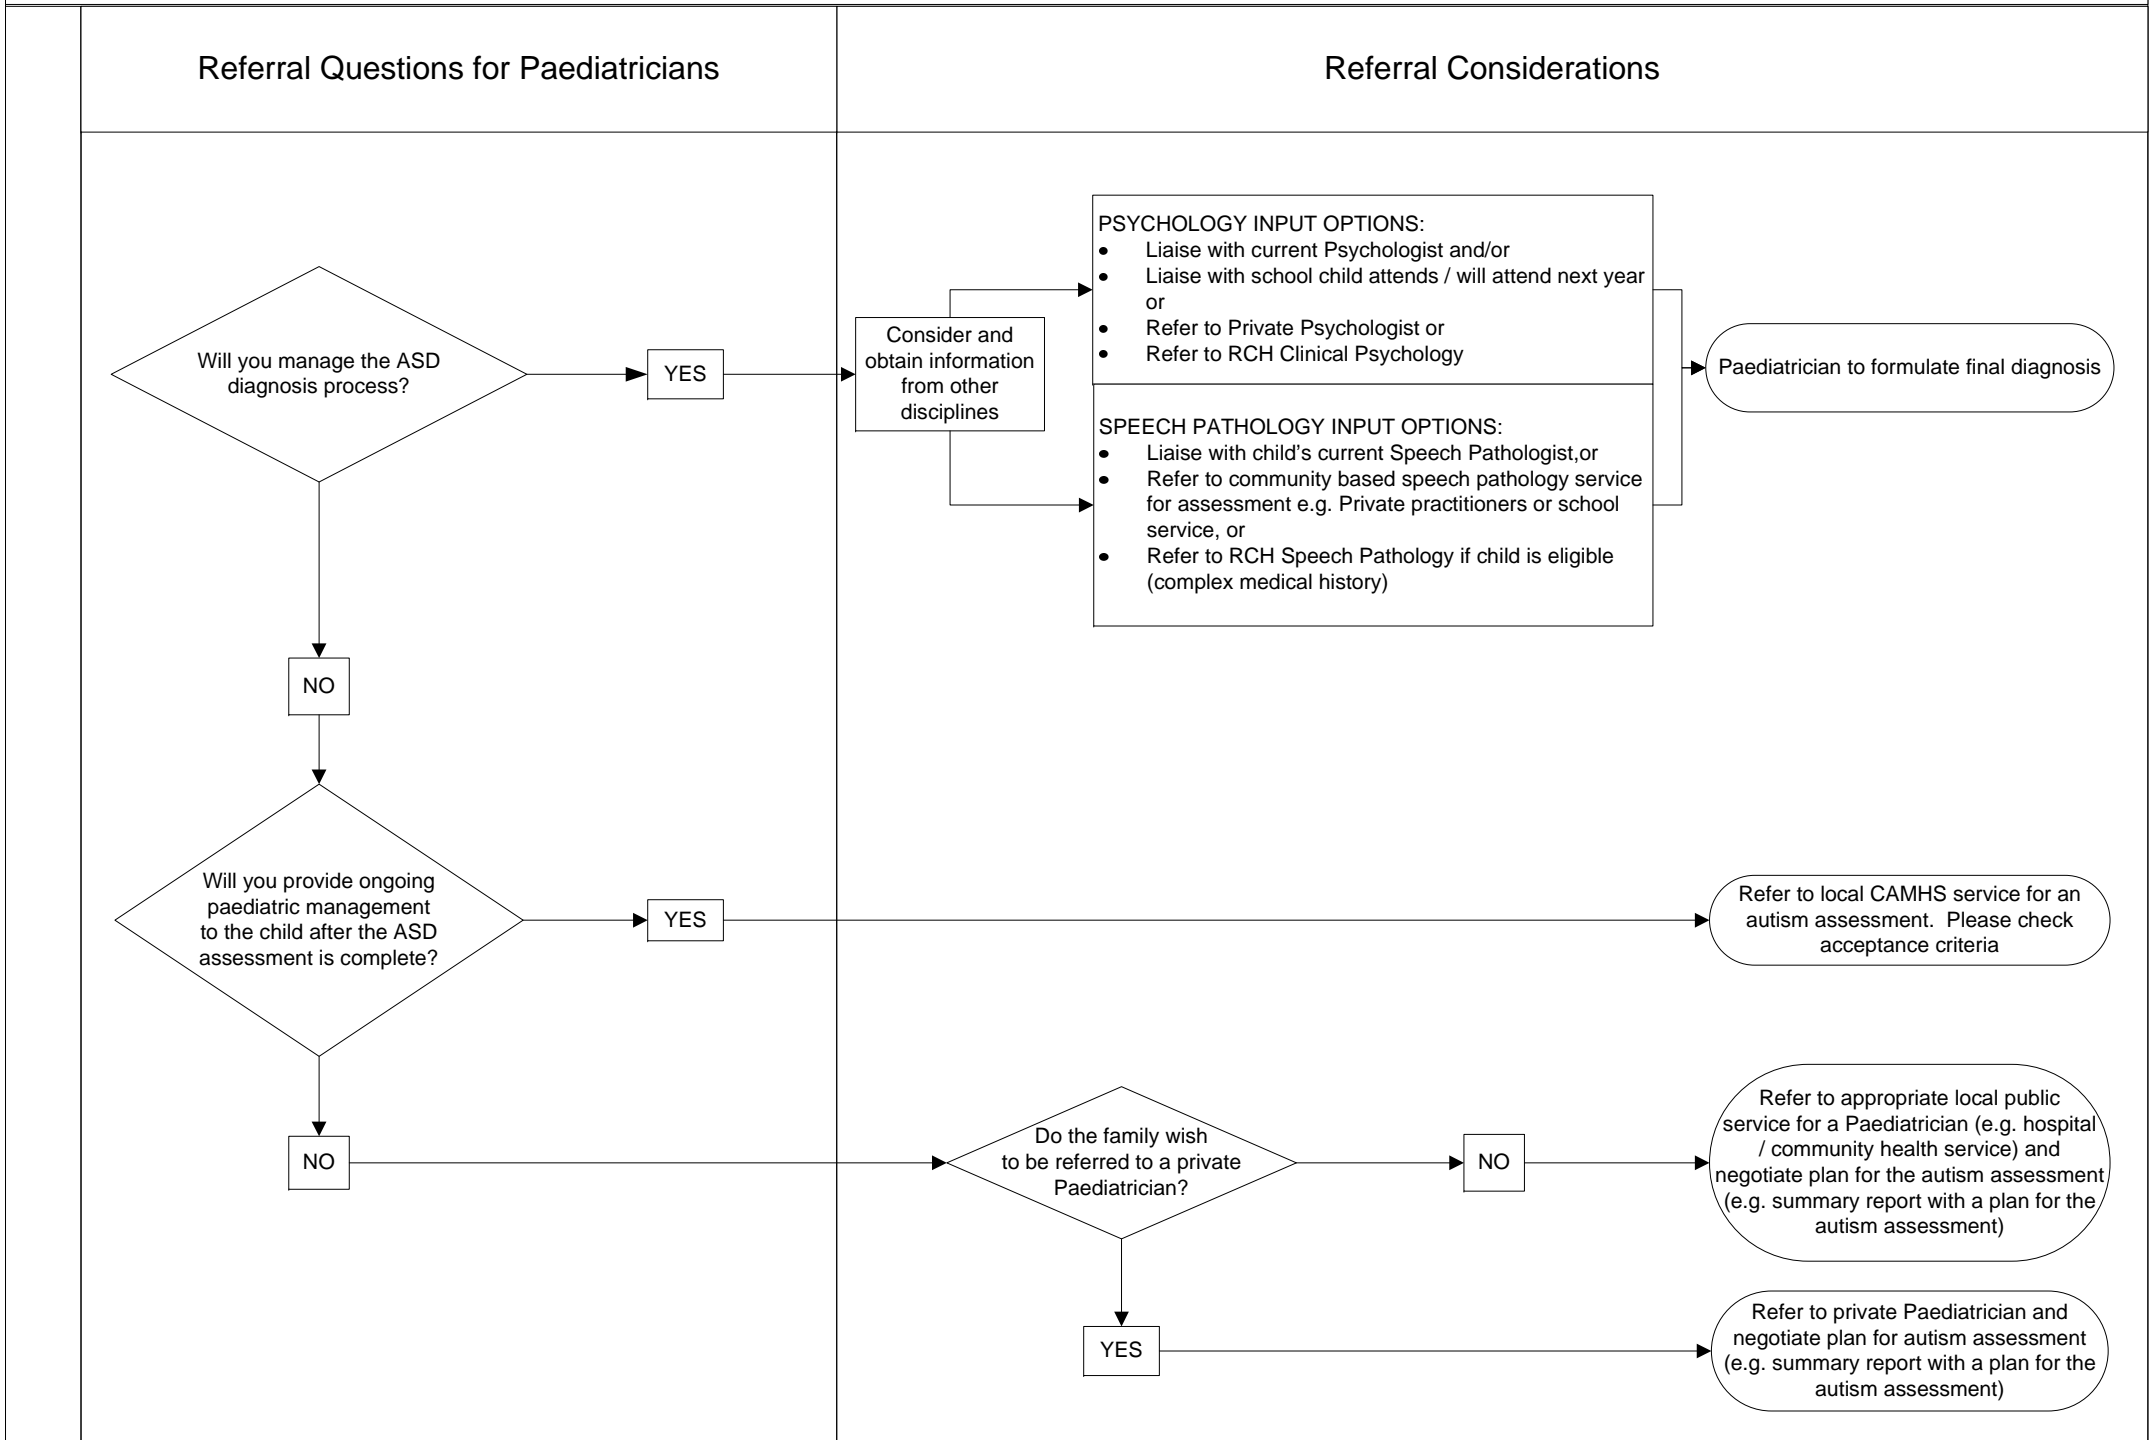 Referral Questions for Paediatricians
Referral Considerations
Will you manage the ASD
diagnosis process?
YES
Consider and
obtain information
from other
disciplines
PSYCHOLOGY INPUT OPTIONS:
● Liaise with current Psychologist and/or
● Liaise with school child attends / will attend next year
or
● Refer to Private Psychologist or
● Refer to RCH Clinical Psychology
SPEECH PATHOLOGY INPUT OPTIONS:
● Liaise with child’s current Speech Pathologist,or
● Refer to community based speech pathology service
for assessment e.g. Private practitioners or school
service, or
● Refer to RCH Speech Pathology if child is eligible
(complex medical history)
Paediatrician to formulate final diagnosis
NO
Will you provide ongoing
paediatric management
to the child after the ASD
assessment is complete?
YES
Refer to local CAMHS service for an
autism assessment.  Please check
acceptance criteria
NO
Do the family wish
to be referred to a private
Paediatrician?
NO
Refer to appropriate local public
service for a Paediatrician (e.g. hospital
/ community health service) and
negotiate plan for the autism assessment
(e.g. summary report with a plan for the
autism assessment)
YES
Refer to private Paediatrician and
negotiate plan for autism assessment
(e.g. summary report with a plan for the
autism assessment)